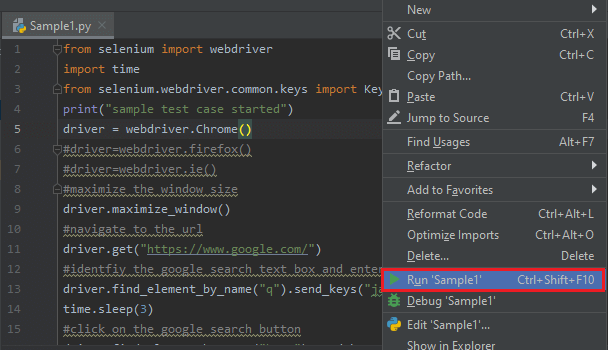 Sample1.py
1 from selenium import webdriver
2 import time
3 from selenium.webdriver.common.keys import
4 print("sample test case started")
5 driver = webdriver.Chrome()
6 #driver=webdriver.firefox()
7 #driver=webdriver.ie()
8 #maximize the window size
9 driver.maximize_window()
10 #navigate to the url
11 driver.get("https://www.google.com/")
12 #identfiy the google search text box and enter
13 driver.find_element_by_name("q").send_keys("
14 time.sleep(3)
15 #click on the google search button
New
Cut Ctrl+X
Copy Ctrl+C
Copy Path...
Paste Ctrl+V
Jump to Source F4
Find Usages Alt+F7
Refactor
Add to Favorites
Reformat Code Ctrl+Alt+L
Optimize Imports Ctrl+Alt+O
Delete... Delete
Run 'Sample1' Ctrl+Shift+F10
Debug 'Sample1'
Edit 'Sample1'...
Show in Explorer